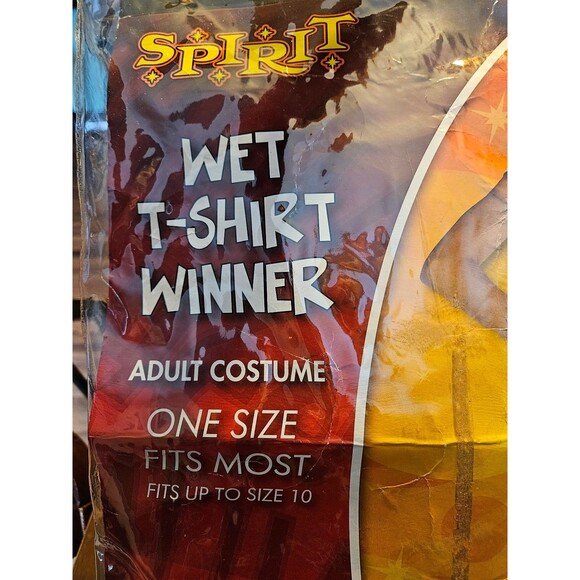 SPIRIT
WET
T-SHIRT
WINNER
ADULT COSTUME
ONE SIZE
FITS MOST
FITS UP TO SIZE 10